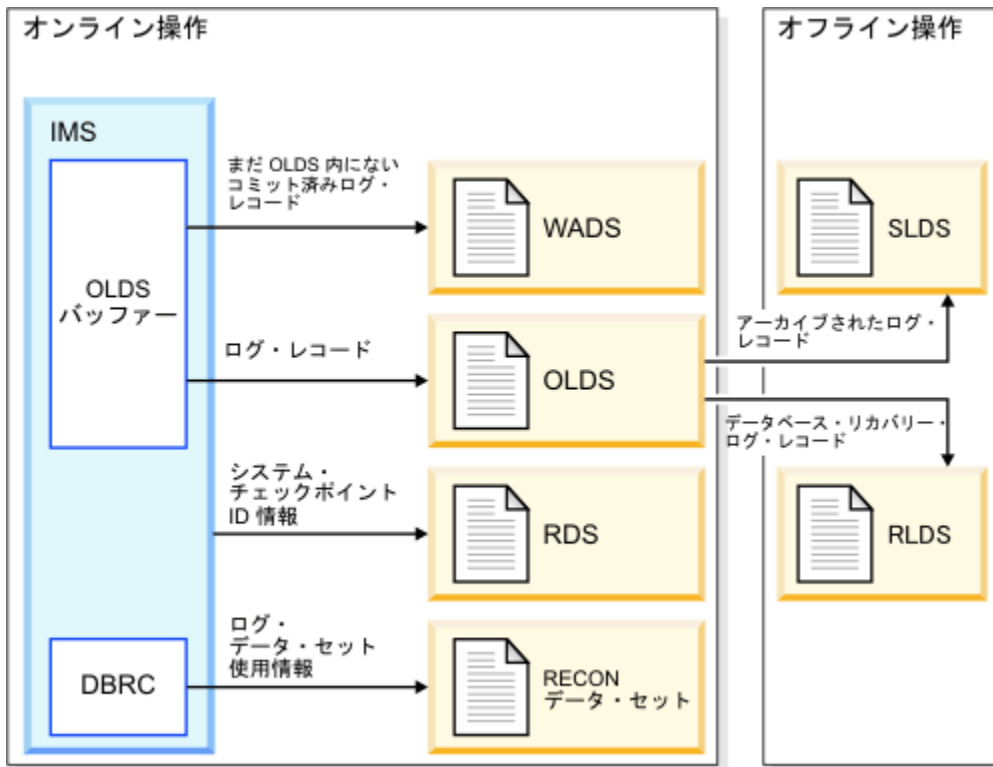 オンライン操作
オフライン操作
IMS
まだ OLDS 内にない
コミット済みログ・
レコード
WADS
SLDS
OLDS
バッファー
アーカイブされたログ・
レコード
ログ・レコード
OLDS
データベース・リカバリー・
ログ・レコード
システム・
チェックポイント
ID 情報
RDS
RLDS
ログ・
データ・セット
使用情報
DBRC
RECON
データ・セット